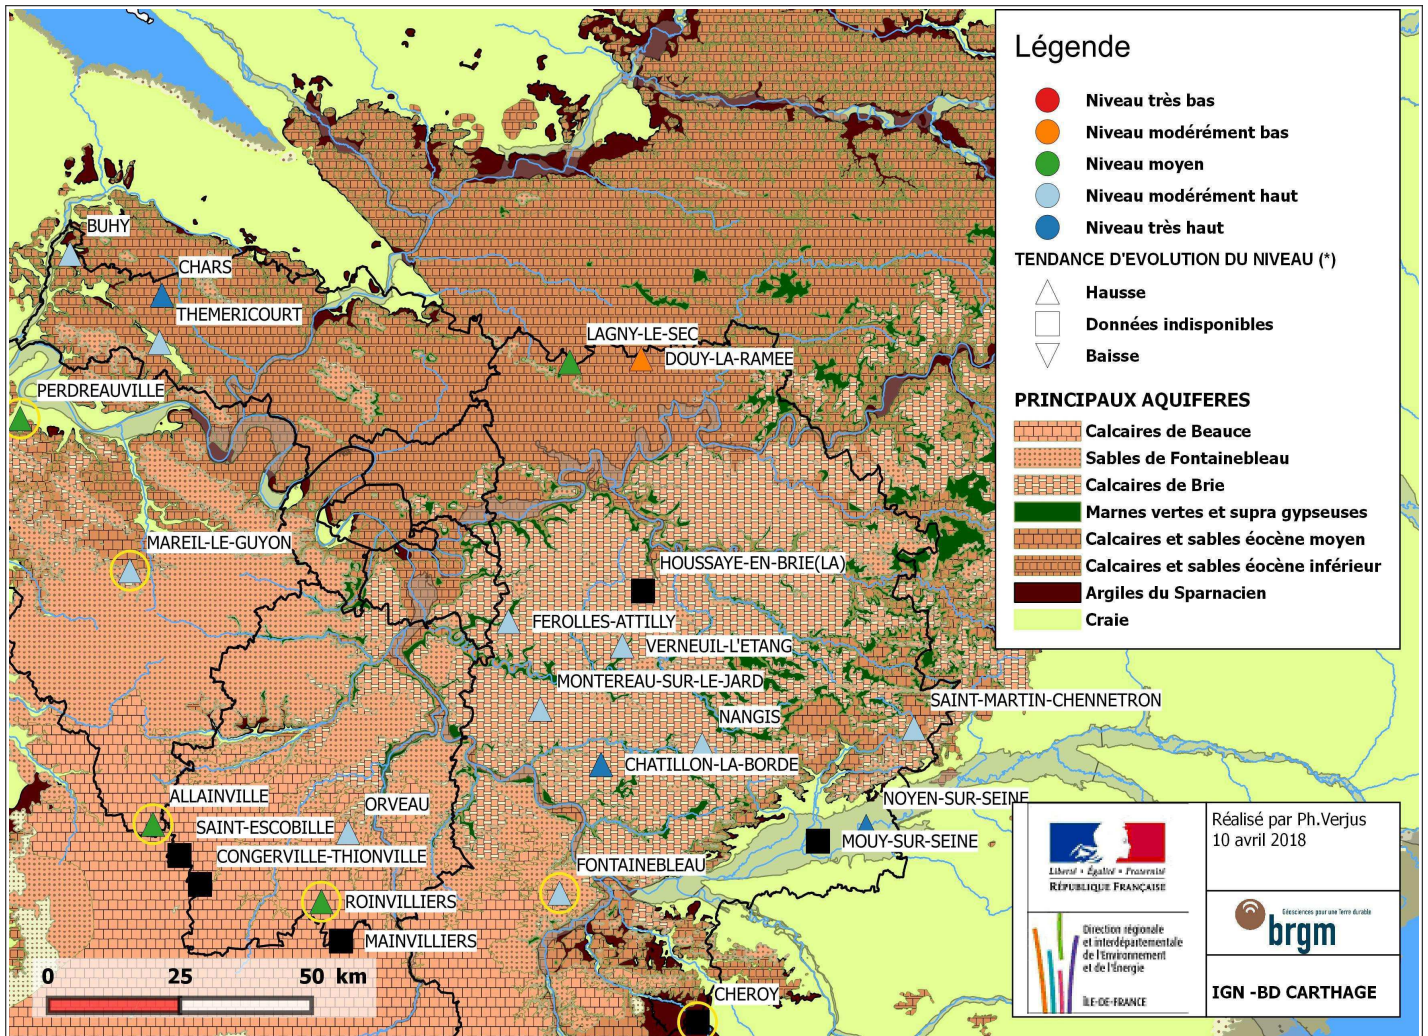 BUHY
CHARS
THEMERICOURT
PERDREAUVILLE
LAGNY-LE-SEC
DOUY-LA-RAMEE
MAREIL-LE-GUYON
HOUSSAYE-EN-BRIE(LA)
FEROLLES-ATTILLY
VERNEUIL-L'ETANG
MONTEREAU-SUR-LE-JARD
SAINT-MARTIN-CHENNETRON
NANGIS
CHATILLON-LA-BORDE
ALLAINVILLE
ORVEAU
NOYEN-SUR-SEINE
SAINT-ESCOBILLE
MOUY-SUR-SEINE
CONGERVILLE-THIONVILLE
FONTAINEBLEAU
ROINVILLIERS
MAINVILLIERS
CHEROY
0 25 50 km
Légende
Niveau très bas
Niveau modérément bas
Niveau moyen
Niveau modérément haut
Niveau très haut
TENDANCE D'EVOLUTION DU NIVEAU (*)
Hausse
Données indisponibles
Baisse
PRINCIPAUX AQUIFERES
Calcaires de Beauce
Sables de Fontainebleau
Calcaires de Brie
Marnes vertes et supra gypseuses
Calcaires et sables éocène moyen
Calcaires et sables éocène inférieur
Argiles du Sparnacien
Craie
Liberté • Égalité • Fraternité
RÉPUBLIQUE FRANÇAISE
Direction régionale
et interdépartementale
de l'Environnement
et de l'Énergie
ÎLE-DE-FRANCE
Réalisé par Ph.Verjus
10 avril 2018
Géosciences pour une Terre durable
brgm
IGN -BD CARTHAGE